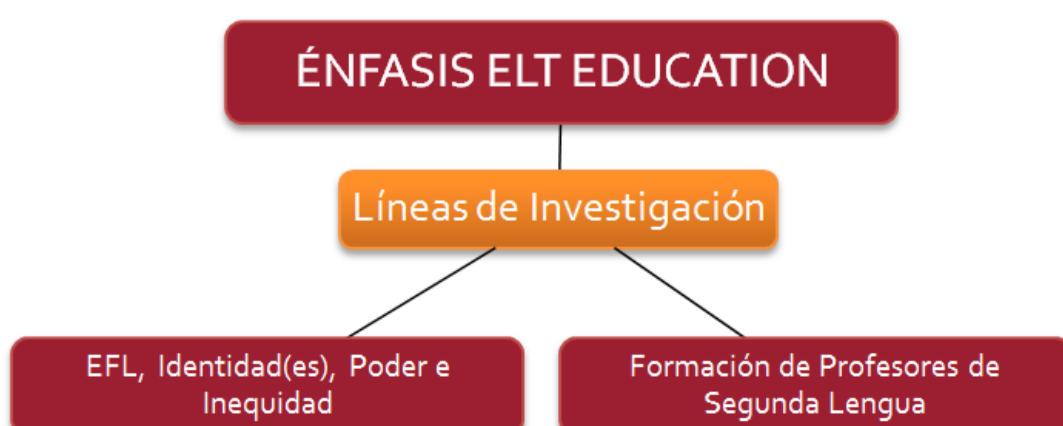 ÉNFASIS ELT EDUCATION
Líneas de Investigación
EFL, Identidad(es), Poder e
Inequidad
Formación de Profesores de
Segunda Lengua